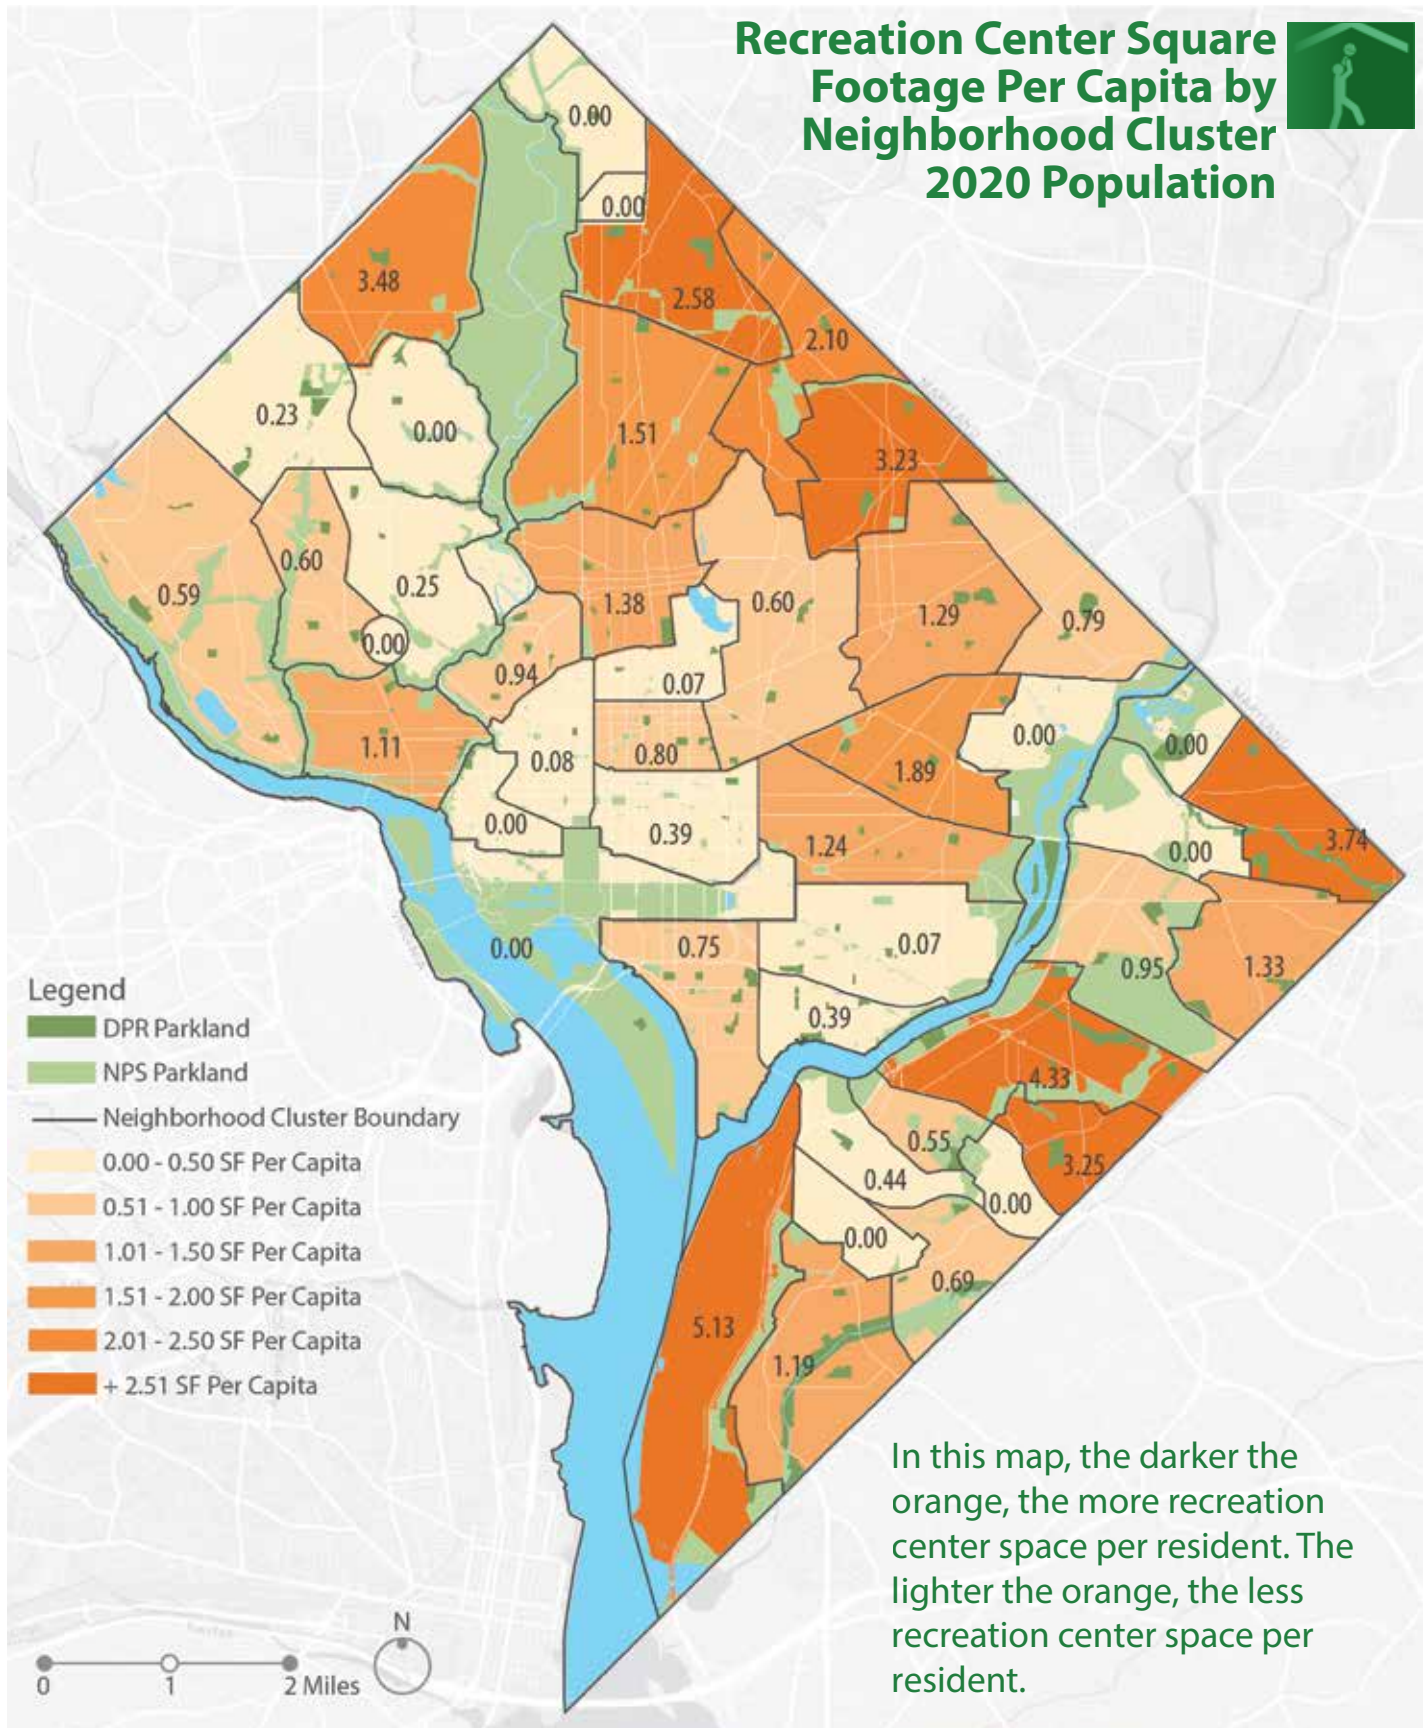 Recreation Center Square
Footage Per Capita by
Neighborhood Cluster
2020 Population
0.00
0.00
3.48
2.58
2.10
0.23
0.00
1.51
3.23
0.59
0.60
0.25
0.00
1.38
0.60
1.29
0.79
0.94
0.07
1.11
0.08
0.80
0.00
0.00
1.89
0.00
0.39
1.24
0.00
3.74
0.00
0.75
0.07
0.95
1.33
0.39
4.33
0.55
0.44
3.25
0.00
0.00
0.69
5.13
1.19
Legend
DPR Parkland
NPS Parkland
Neighborhood Cluster Boundary
0.00 - 0.50 SF Per Capita
0.51 - 1.00 SF Per Capita
1.01 - 1.50 SF Per Capita
1.51 - 2.00 SF Per Capita
2.01 - 2.50 SF Per Capita
+ 2.51 SF Per Capita
In this map, the darker the
orange, the more recreation
center space per resident. The
lighter the orange, the less
recreation center space per
resident.
N
0 1 2 Miles